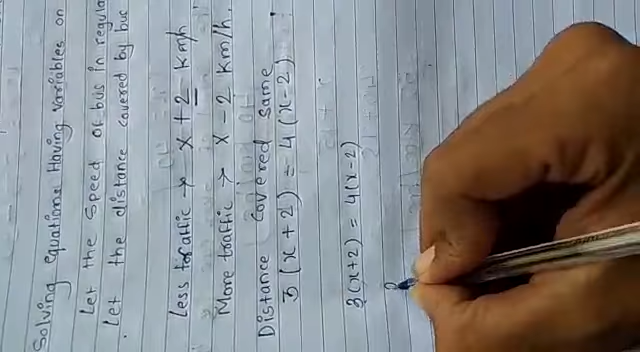 Solving Equations Having Variables on
Let the speed of bus in regula
Let the distance covered by bus
Less traffic → x + 2 km/h
More traffic → x - 2 km/h
Distance covered same
3(x + 2) = 4(x - 2)
3(x+2) = 4(x-2)